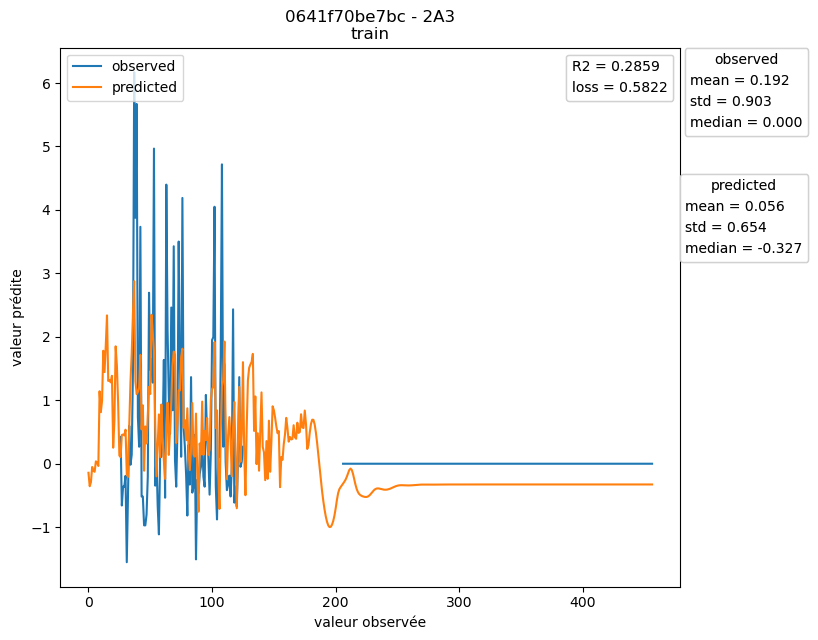 0641f70be7bc - 2A3
train
observed
predicted
R2 = 0.2859
loss = 0.5822
observed
mean = 0.192
std = 0.903
median = 0.000
predicted
mean = 0.056
std = 0.654
median = -0.327
valeur prédite
6
5
4
3
2
1
0
−1
0
100
200
300
400
valeur observée